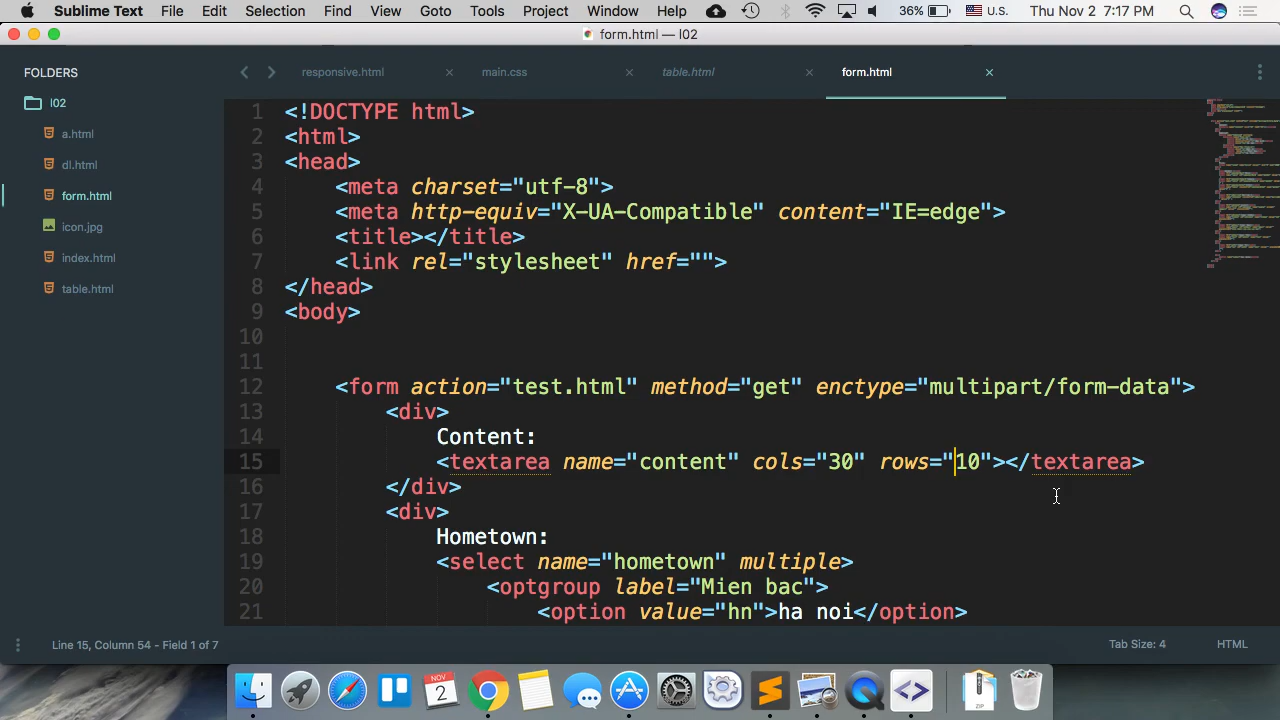 Sublime Text File Edit Selection Find View Goto Tools Project Window Help 36% U.S. Thu Nov 2 7:17 PM
form.html — l02
FOLDERS
l02
a.html
dl.html
form.html
icon.jpg
index.html
table.html
responsive.html main.css table.html form.html
1 <!DOCTYPE html>
2 <html>
3 <head>
4 <meta charset="utf-8">
5 <meta http-equiv="X-UA-Compatible" content="IE=edge">
6 <title></title>
7 <link rel="stylesheet" href="">
8 </head>
9 <body>
10
11
12 <form action="test.html" method="get" enctype="multipart/form-data">
13 <div>
14 Content:
15 <textarea name="content" cols="30" rows="10"></textarea>
16 </div>
17 <div>
18 Hometown:
19 <select name="hometown" multiple>
20 <optgroup label="Mien bac">
21 <option value="hn">ha noi</option>
Line 15, Column 54 - Field 1 of 7 Tab Size: 4 HTML
NOV
2
ZIP